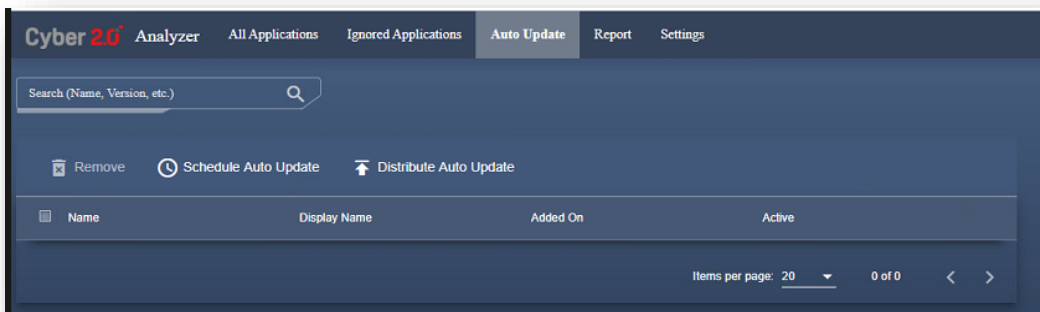 Cyber 2.0 Analyzer All Applications Ignored Applications Auto Update Report Settings
Search (Name, Version, etc.)
Remove Schedule Auto Update Distribute Auto Update
Name Display Name Added On Active
Items per page: 20 0 of 0